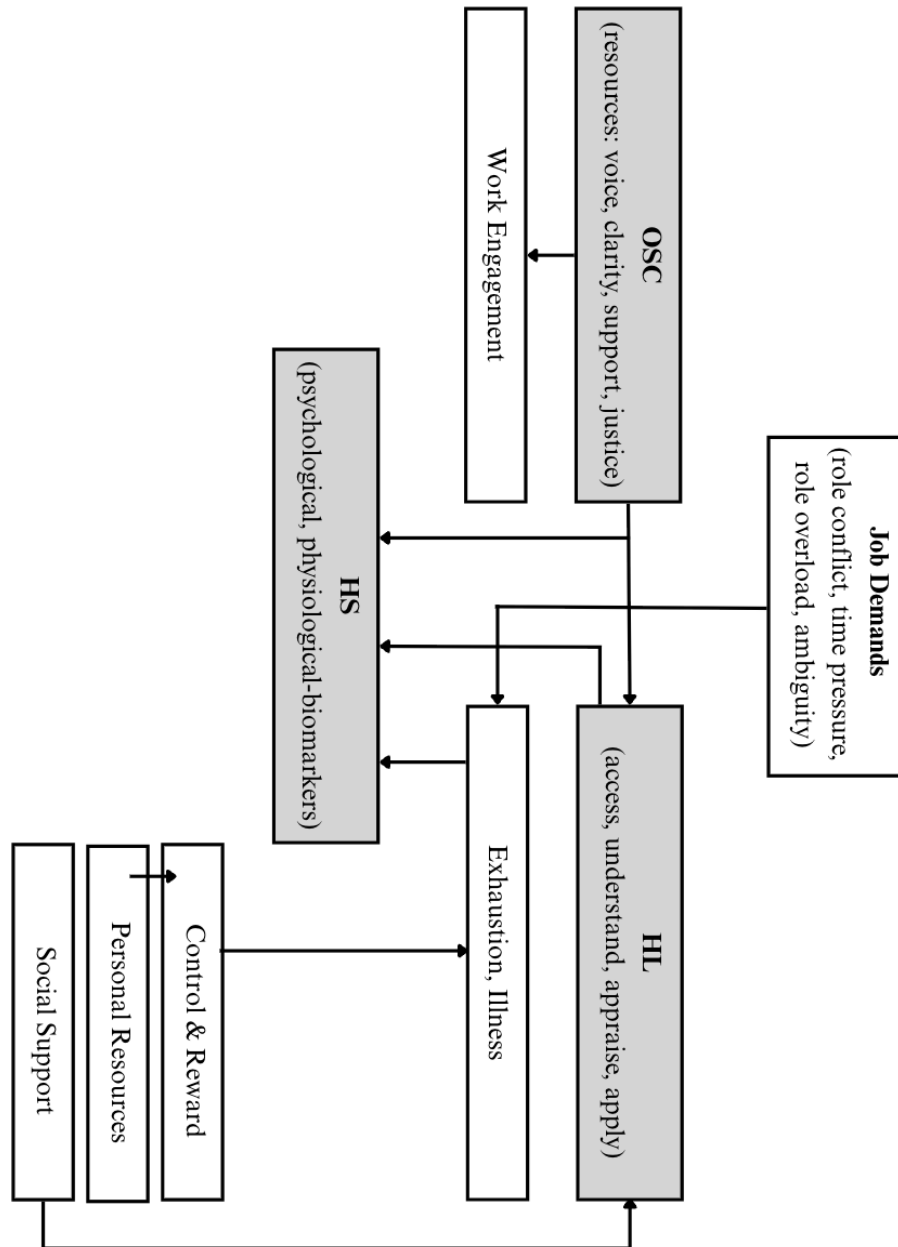 Job Demands
(role conflict, time pressure,
role overload, ambiguity)
OSC
(resources: voice, clarity, support, justice)
HL
(access, understand, appraise, apply)
Work Engagement
Exhaustion, Illness
HS
(psychological, physiological-biomarkers)
Control & Reward
Personal Resources
Social Support